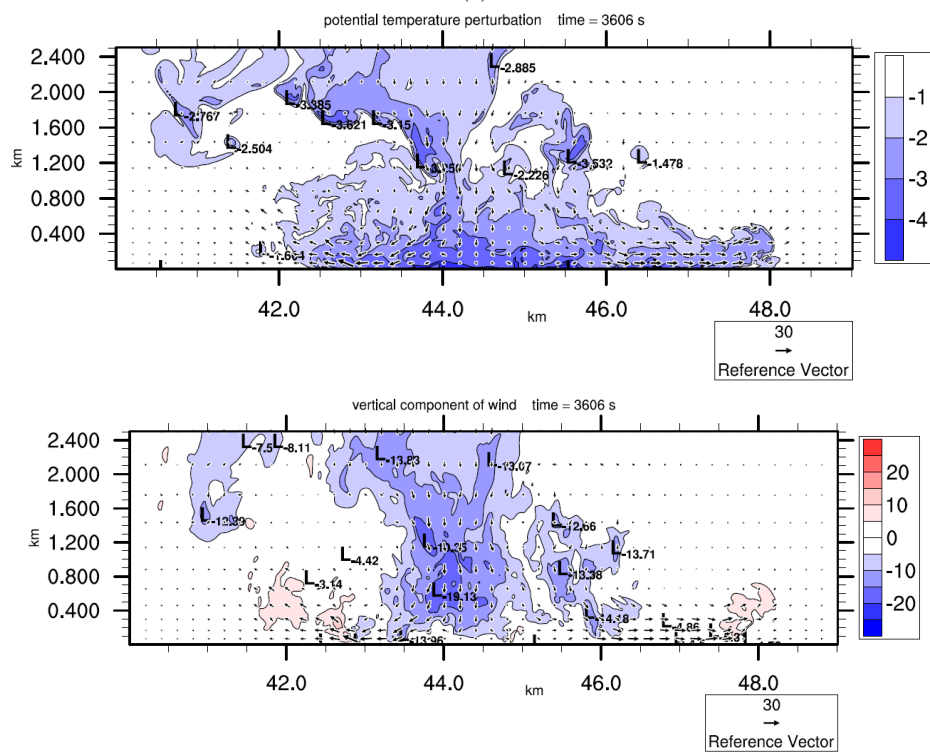 potential temperature perturbation time = 3606 s
2.400
2.000
1.600
1.200
0.800
0.400
km
L -2.885
L -3.385
L -2.767
L -3.621
L -3.15
L -2.504
L
L -2.226
L -3.532
L -1.478
L
-1
-2
-3
-4
42.0
44.0
46.0
48.0
km
30
Reference Vector
vertical component of wind time = 3606 s
2.400
2.000
1.600
1.200
0.800
0.400
km
L -7.5
L -8.11
L -13.83
L -13.07
L -12.39
L -12.66
L
L -13.71
L -4.42
L -3.14
L -13.38
L -19.13
L
L -4.86
-13.96
20
10
0
-10
-20
42.0
44.0
46.0
48.0
km
30
Reference Vector